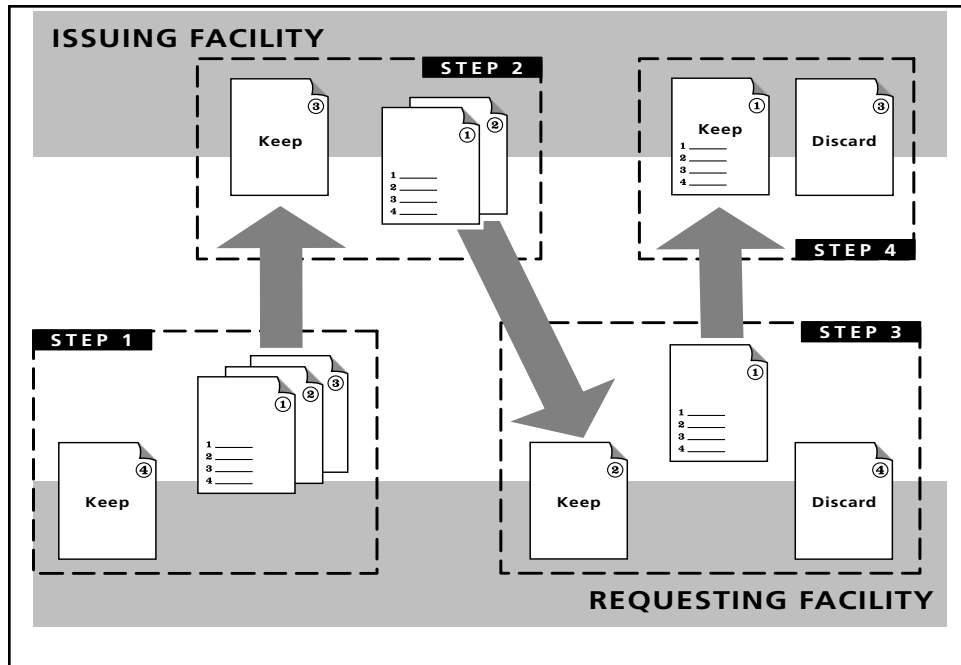 ISSUING FACILITY
STEP 2
③
Keep
①
②
1
2
3
4
①
Keep
1
2
3
4
③
Discard
STEP 4
STEP 1
④
Keep
①
②
③
1
2
3
4
STEP 3
①
1
2
3
4
②
Keep
④
Discard
REQUESTING FACILITY